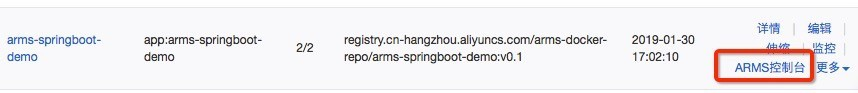 arms-springboot-
demo
app:arms-springboot-
demo
2/2
registry.cn-hangzhou.aliyuncs.com/arms-docker-
repo/arms-springboot-demo:v0.1
2019-01-30
17:02:10
详情 | 编辑 |
伸缩 | 监控 |
ARMS控制台 更多